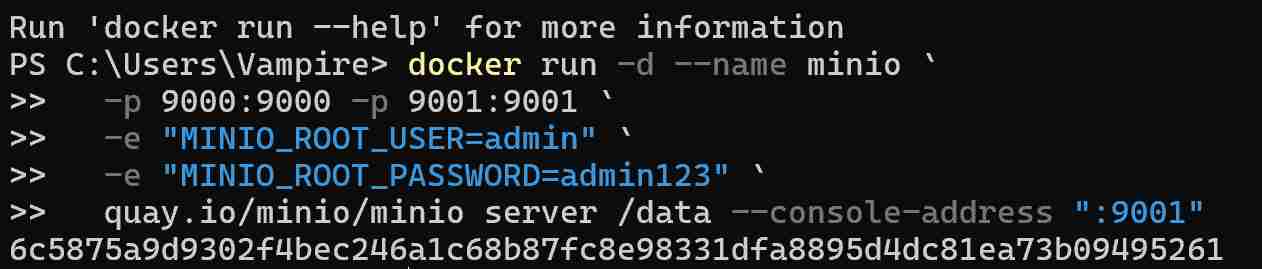 Run 'docker run --help' for more information
PS C:\Users\Vampire> docker run -d --name minio `
>>   -p 9000:9000 -p 9001:9001 `
>>   -e "MINIO_ROOT_USER=admin" `
>>   -e "MINIO_ROOT_PASSWORD=admin123" `
>>   quay.io/minio/minio server /data --console-address ":9001"
6c5875a9d9302f4bec246a1c68b87fc8e98331dfa8895d4dc81ea73b09495261